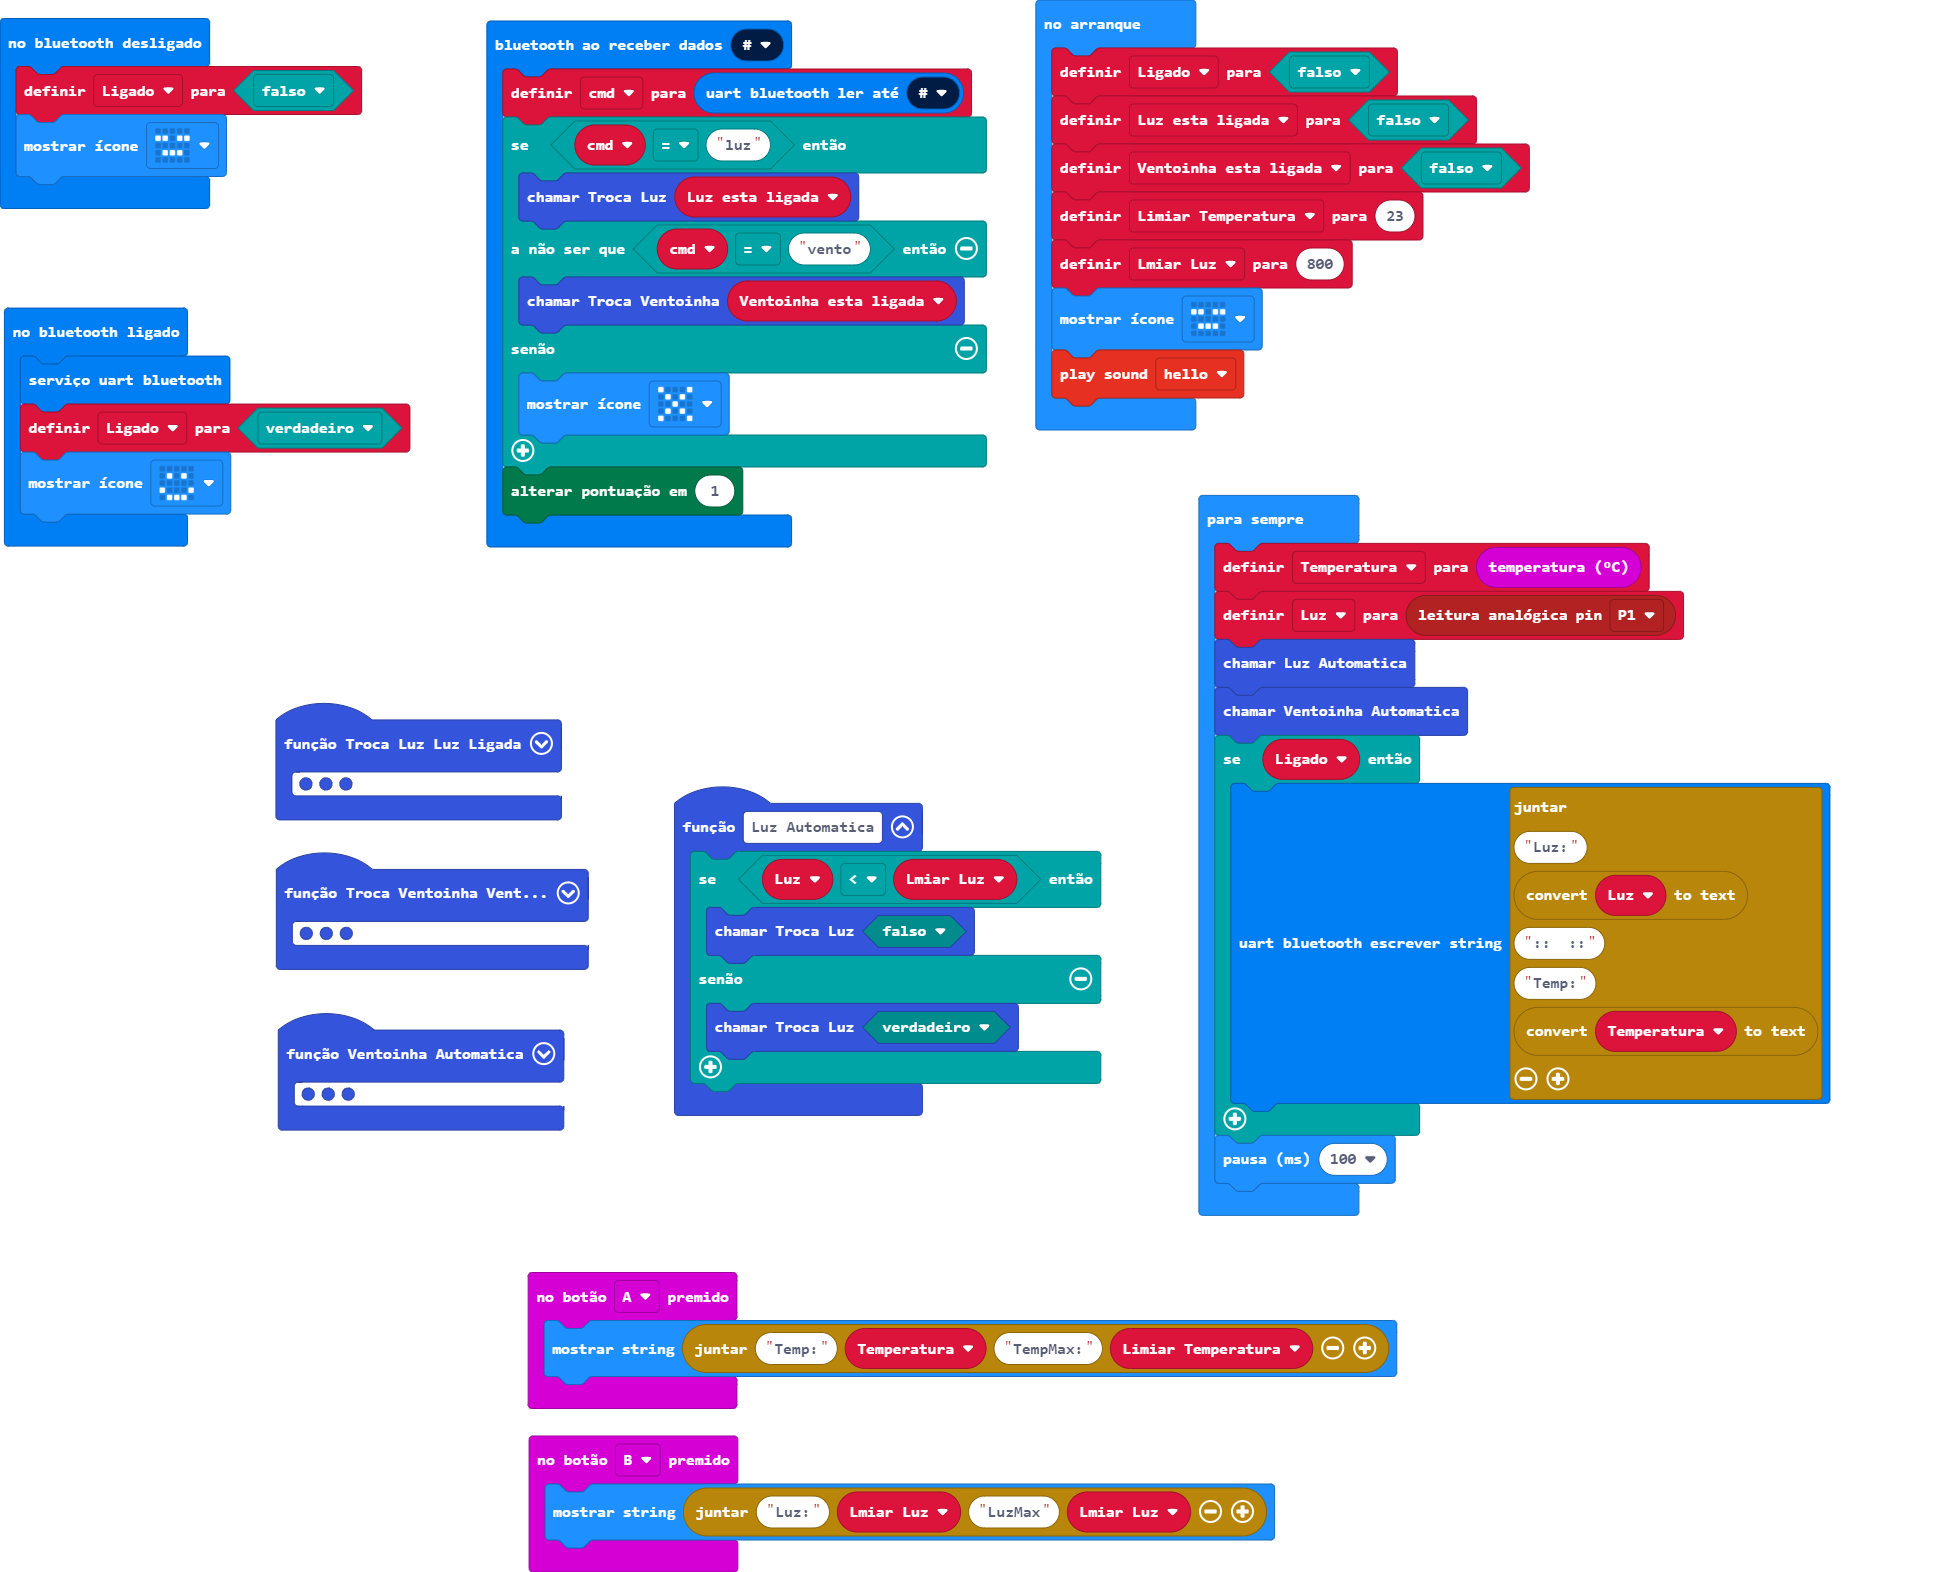 no bluetooth desligado
definir Ligado para falso
mostrar ícone
no bluetooth ligado
serviço uart bluetooth
definir Ligado para verdadeiro
mostrar ícone
bluetooth ao receber dados #
definir cmd para uart bluetooth ler até #
se cmd = "luz" então
chamar Troca Luz Luz esta ligada
a não ser que cmd = "vento" então
chamar Troca Ventoinha Ventoinha esta ligada
senão
mostrar ícone
alterar pontuação em 1
no arranque
definir Ligado para falso
definir Luz esta ligada para falso
definir Ventoinha esta ligada para falso
definir Limiar Temperatura para 23
definir Lmiar Luz para 800
mostrar ícone
play sound hello
para sempre
definir Temperatura para temperatura (ºC)
definir Luz para leitura analógica pin P1
chamar Luz Automatica
chamar Ventoinha Automatica
se Ligado então
uart bluetooth escrever string
juntar
"Luz:"
convert Luz to text
"::  ::"
"Temp:"
convert Temperatura to text
pausa (ms) 100
função Troca Luz Luz Ligada
função Troca Ventoinha Vent...
função Ventoinha Automatica
função Luz Automatica
se Luz < Lmiar Luz então
chamar Troca Luz falso
senão
chamar Troca Luz verdadeiro
no botão A premido
mostrar string juntar "Temp:" Temperatura "TempMax:" Limiar Temperatura
no botão B premido
mostrar string juntar "Luz:" Lmiar Luz "LuzMax" Lmiar Luz